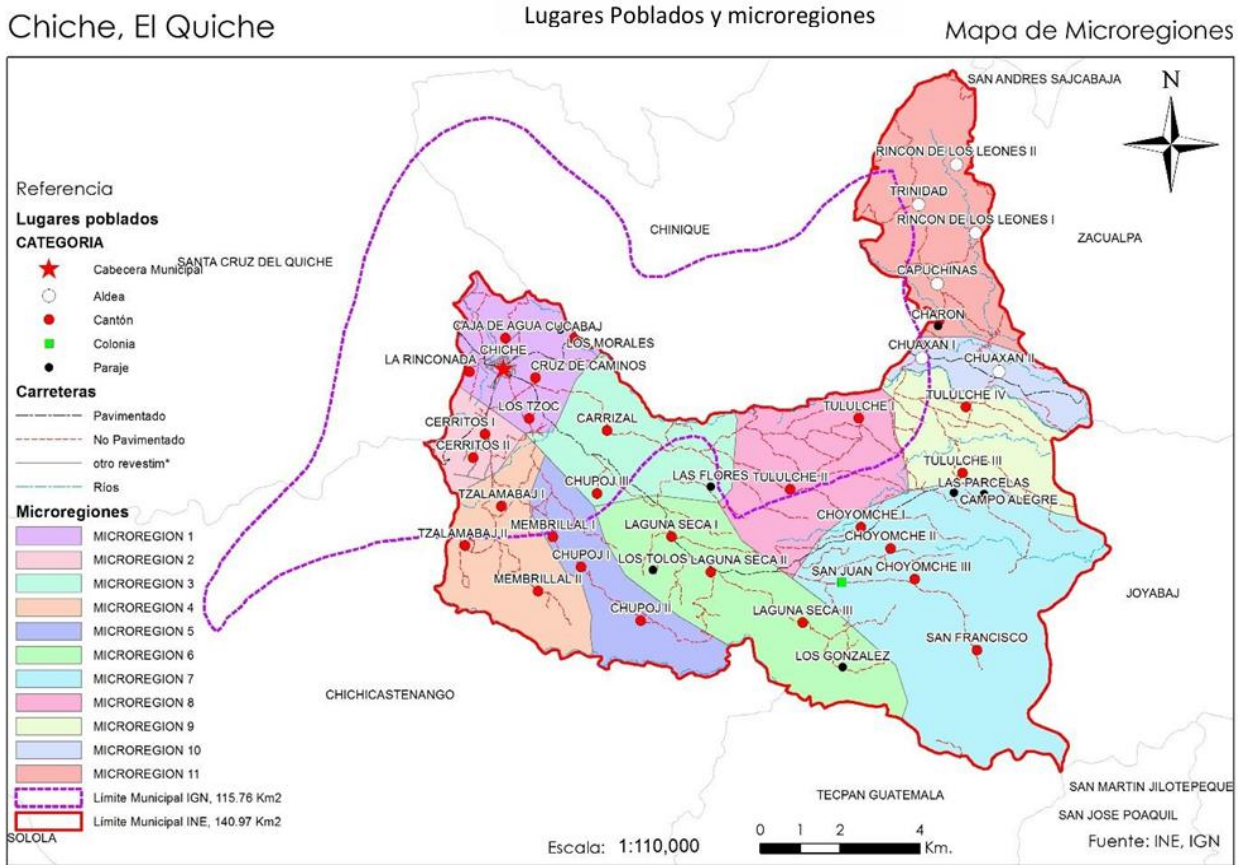 Chiche, El Quiche
Lugares Poblados y microregiones
Mapa de Microregiones
SAN ANDRES SAJCABAJA
N
RINCON DE LOS LEONES II
TRINIDAD
RINCON DE LOS LEONES I
CHINIQUE
ZACUALPA
SANTA CRUZ DEL QUICHE
CAPUCHINAS
CHARON
CHUAXAN I
CHUAXAN II
CAJA DE AGUA
CUCABAJ
LOS MORALES
CHICHE
LA RINCONADA
CRUZ DE CAMINOS
LOS TZOC
CARRIZAL
CERRITOS I
CERRITOS II
TULULCHE I
TULULCHE IV
TULULCHE III
LAS PARCELAS
CAMPO ALEGRE
LAS FLORES
TULULCHE II
CHUPOJ III
TZALAMABAJ I
TZALAMABAJ II
MEMBRILLAL I
LAGUNA SECA I
CHOYOMCHE I
CHOYOMCHE II
CHUPOJ I
LOS TOLOS
LAGUNA SECA II
SAN JUAN
CHOYOMCHE III
MEMBRILLAL II
CHUPOJ II
LAGUNA SECA III
JOYABAJ
SAN FRANCISCO
LOS GONZALEZ
CHICHICASTENANGO
TECPAN GUATEMALA
SAN MARTIN JILOTEPEQUE
SAN JOSE POAQUIL
SOLOLA
Referencia
Lugares poblados
CATEGORIA
Cabecera Municipal
Aldea
Cantón
Colonia
Paraje
Carreteras
Pavimentado
No Pavimentado
otro revestim*
Ríos
Microregiones
MICROREGION 1
MICROREGION 2
MICROREGION 3
MICROREGION 4
MICROREGION 5
MICROREGION 6
MICROREGION 7
MICROREGION 8
MICROREGION 9
MICROREGION 10
MICROREGION 11
Límite Municipal IGN, 115.76 Km2
Límite Municipal INE, 140.97 Km2
Escala: 1:110,000
0 1 2 4
Km.
Fuente: INE, IGN